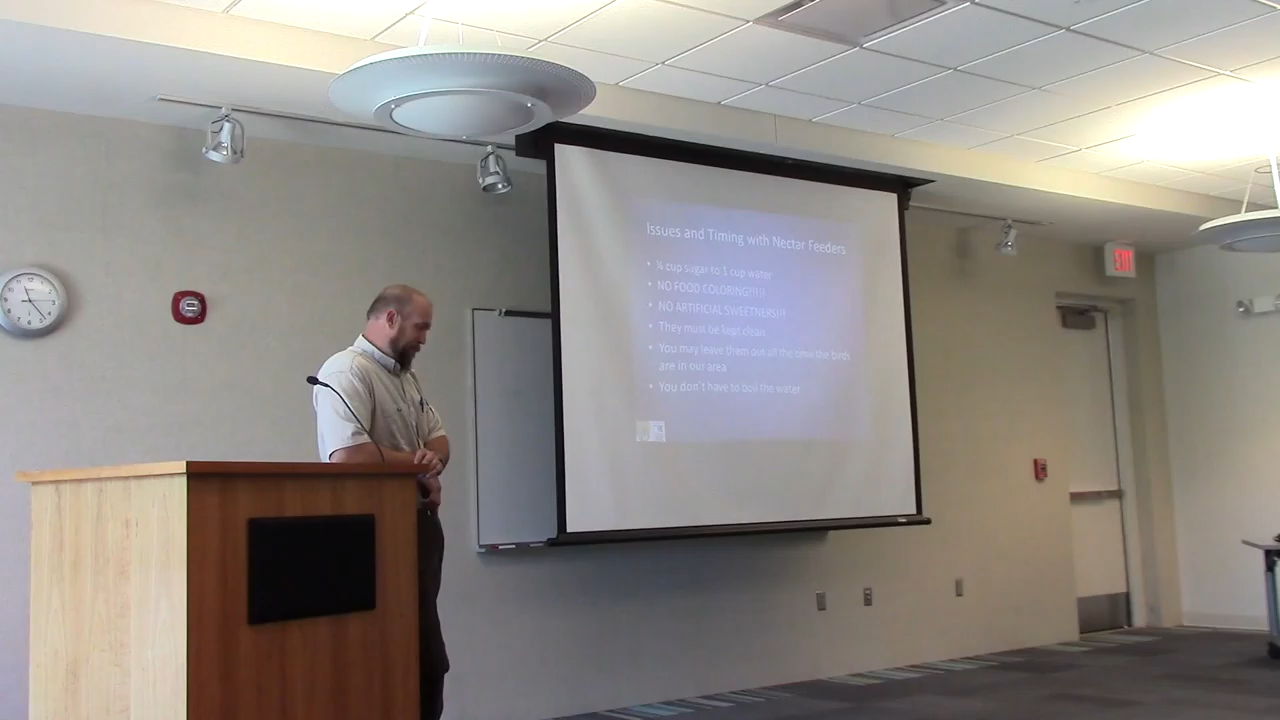 Issues and Timing with Nectar Feeders
• ¼ cup sugar to 1 cup water
• NO FOOD COLORING!!!!!
• NO ARTIFICIAL SWEETNERS!!!
• They must be kept clean
• You may leave them out all the time the birds
are in our area
• You don't have to boil the water
EXIT